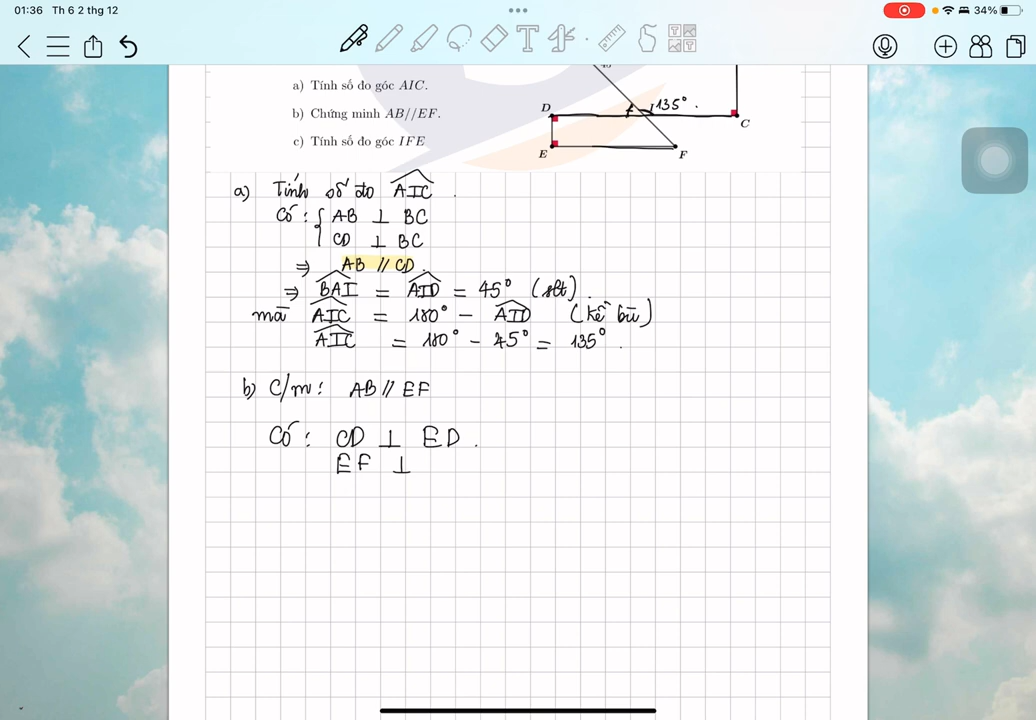 01:36 Th 6 2 thg 12
34%
a) Tính số đo góc AIC.
b) Chứng minh AB//EF.
c) Tính số đo góc IFE
D
I 135°.
C
E
F
a) Tính số đo AIC.
Có: { AB ⊥ BC
CD ⊥ BC
⇒ AB // CD.
⇒ BAI = AID = 45° (slt).
mà AIC = 180° - AID (kề bù)
AIC = 180° - 45° = 135°.
b) C/m: AB // EF
Có: CD ⊥ ED.
EF ⊥